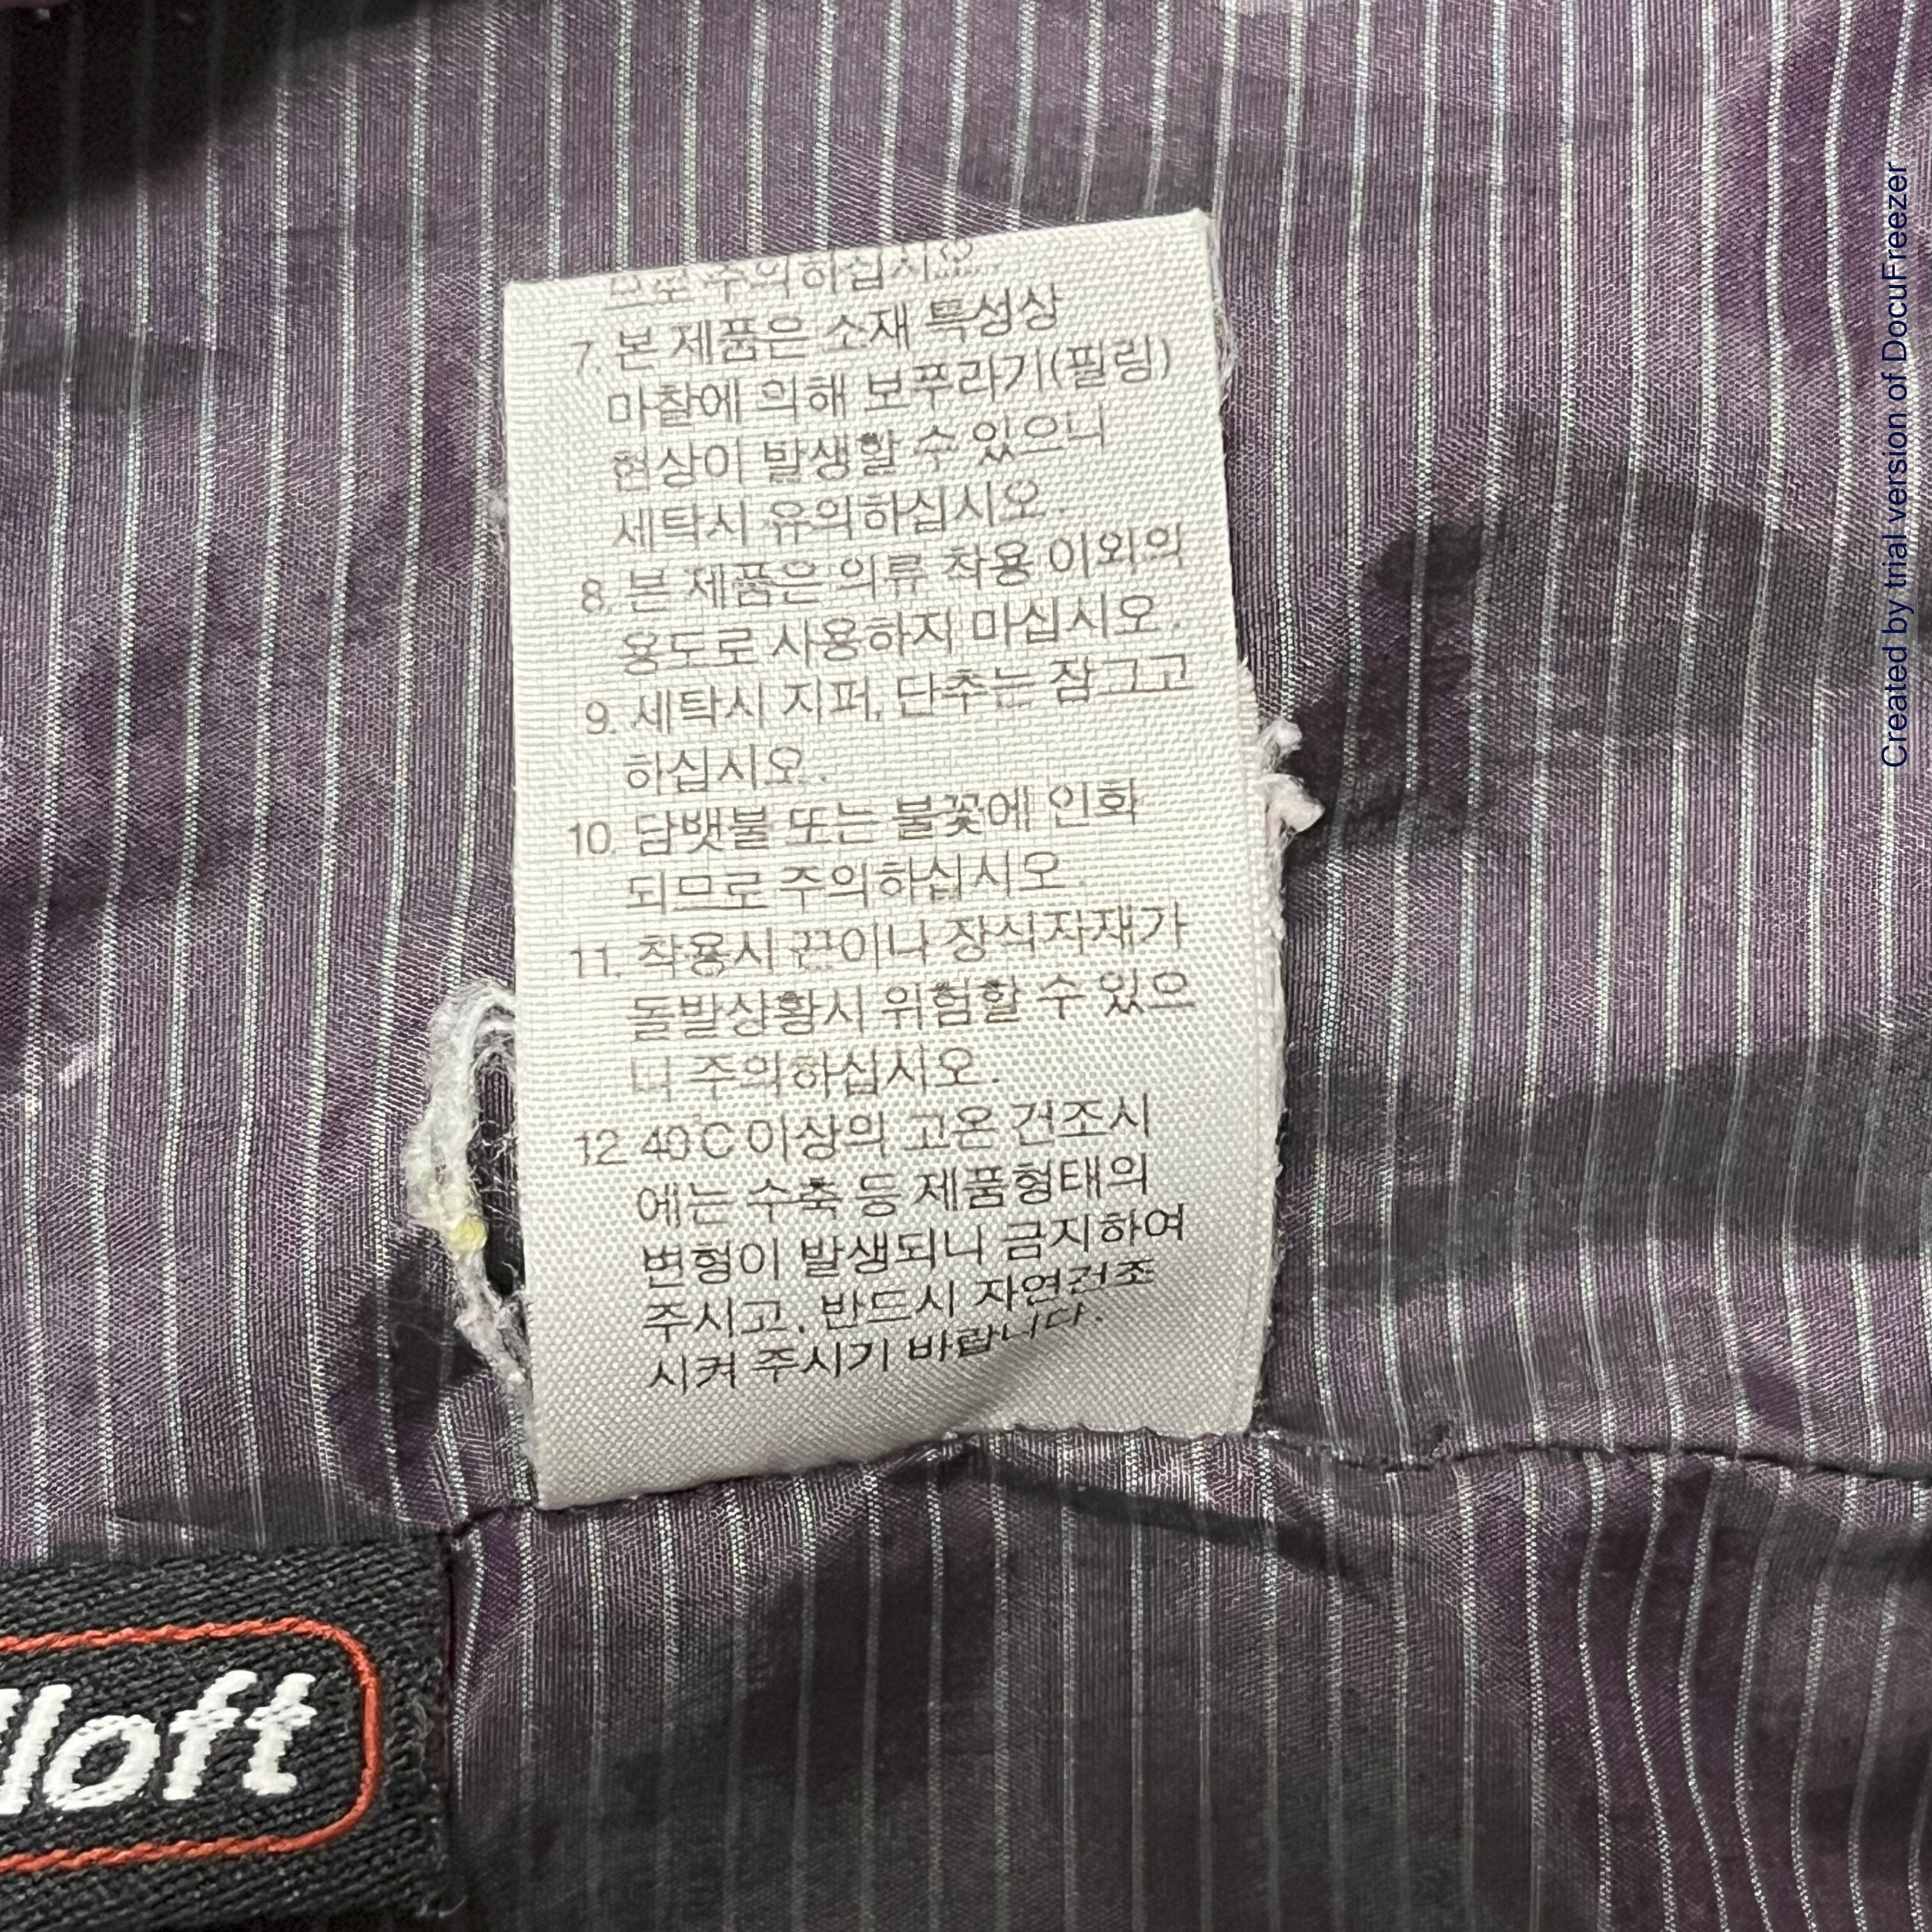 므로 주의하십시오
7. 본 제품은 소재 특성상
마찰에 의해 보푸라기(필링)
현상이 발생할 수 있으니
세탁시 유의하십시오.
8. 본 제품은 의류 착용 이외의
용도로 사용하지 마십시오.
9. 세탁시 지퍼, 단추는 잠그고
하십시오.
10. 담뱃불 또는 불꽃에 인화
되므로 주의하십시오.
11. 착용시 끈이나 장식자재가
돌발상황시 위험할 수 있으
니 주의하십시오.
12. 40˚C 이상의 고온 건조시
에는 수축 등 제품형태의
변형이 발생되니 금지하여
주시고, 반드시 자연건조
시켜 주시기 바랍니다.
loft
Created by trial version of DocuFreezer